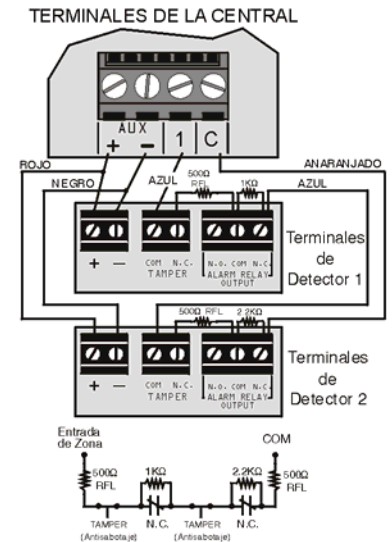 TERMINALES DE LA CENTRAL
AUX
+ − 1 C
ROJO
ANARANJADO
NEGRO
AZUL
500Ω
RFL
1KΩ
AZUL
+ −
COM N.C.
TAMPER
N.O. COM N.C.
ALARM RELAY
OUTPUT
Terminales
de
Detector 1
500Ω RFL
2.2KΩ
+ −
COM N.C.
TAMPER
N.O. COM N.C.
ALARM RELAY
OUTPUT
Terminales
de
Detector 2
Entrada
de Zona
COM
500Ω
RFL
1KΩ
2.2KΩ
500Ω
RFL
TAMPER
(Antisabotaje)
N.C.
TAMPER
(Antisabotaje)
N.C.